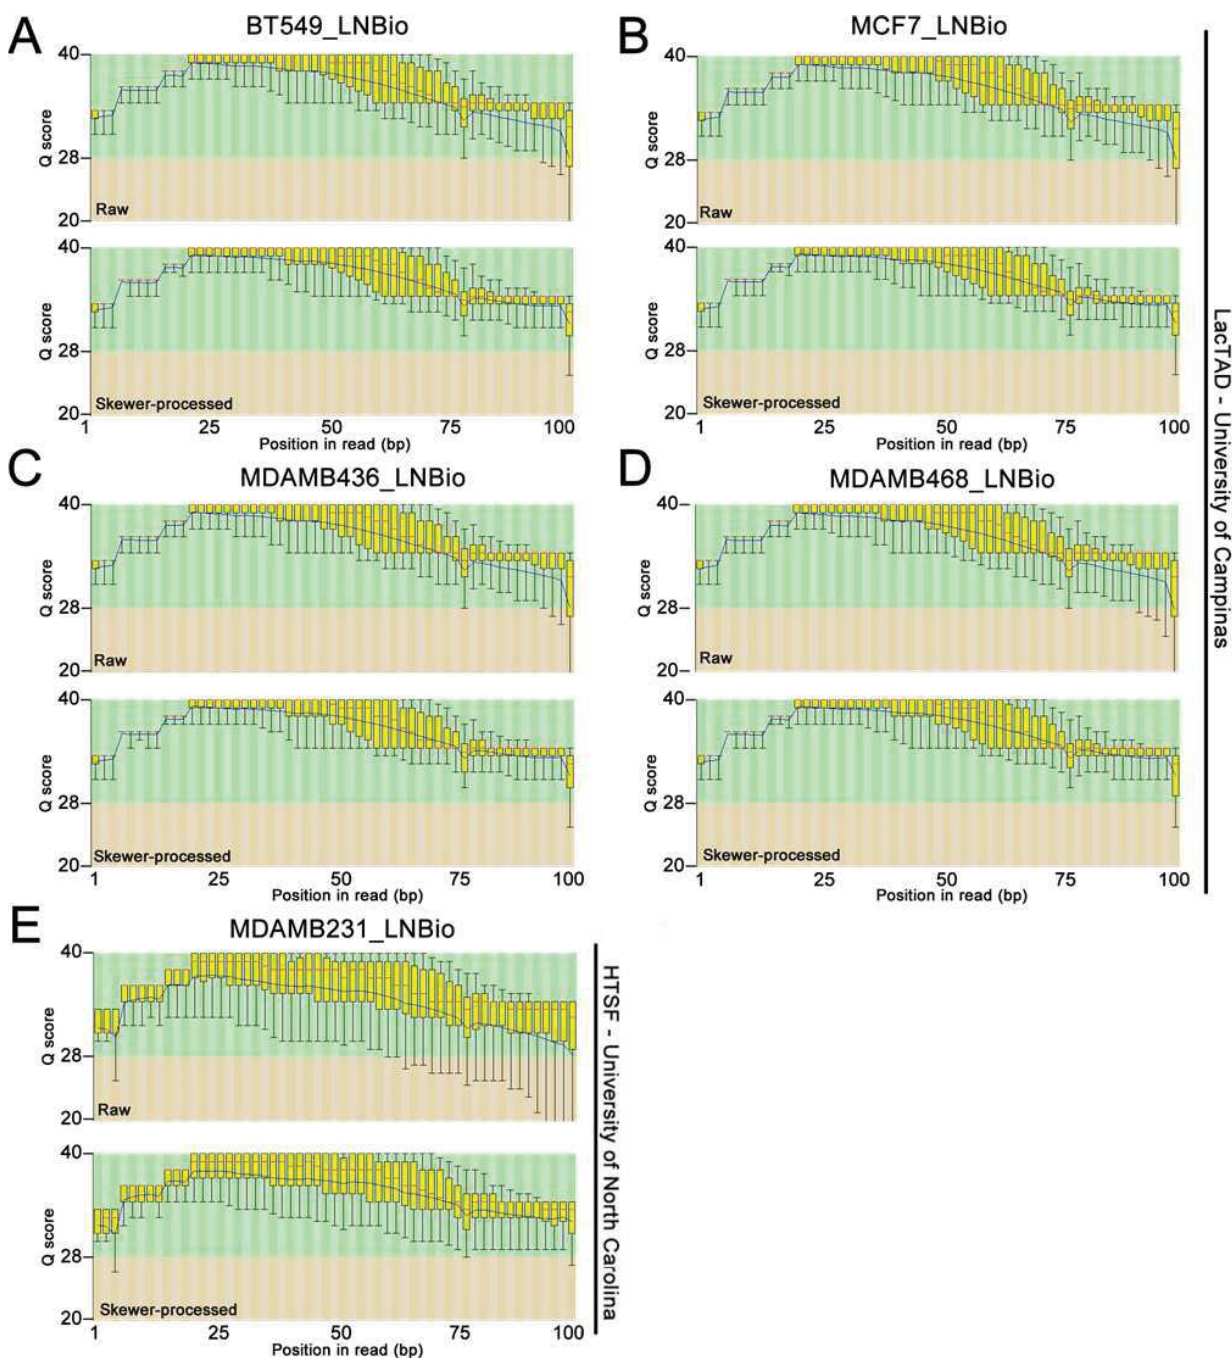 A
BT549_LNBio
40
28
20
Q score
Raw
40
28
20
Q score
Skewer-processed
1 25 50 75 100
Position in read (bp)
B
MCF7_LNBio
40
28
20
Q score
Raw
40
28
20
Q score
Skewer-processed
1 25 50 75 100
Position in read (bp)
C
MDAMB436_LNBio
40
28
20
Q score
Raw
40
28
20
Q score
Skewer-processed
1 25 50 75 100
Position in read (bp)
D
MDAMB468_LNBio
40
28
20
Q score
Raw
40
28
20
Q score
Skewer-processed
1 25 50 75 100
Position in read (bp)
LacTAD - University of Campinas
E
MDAMB231_LNBio
40
28
20
Q score
Raw
40
28
20
Q score
Skewer-processed
1 25 50 75 100
Position in read (bp)
HTSF - University of North Carolina